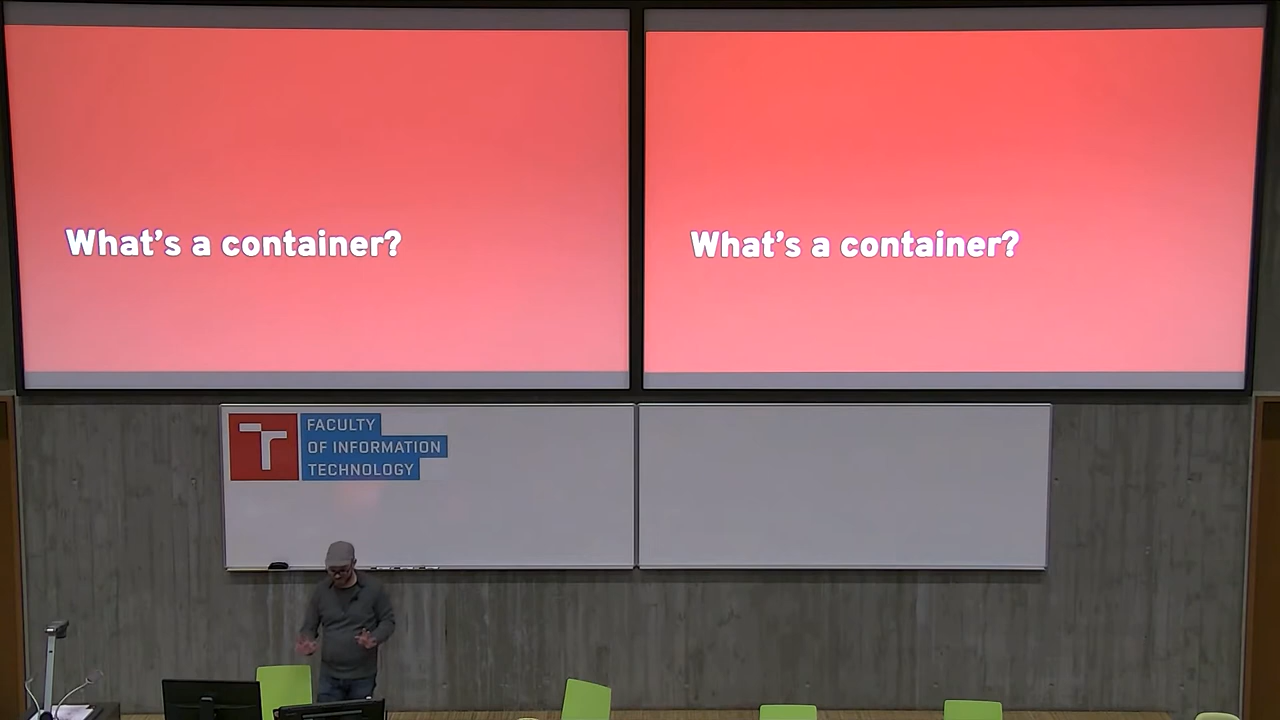 What's a container?
What's a container?
T
FACULTY
OF INFORMATION
TECHNOLOGY